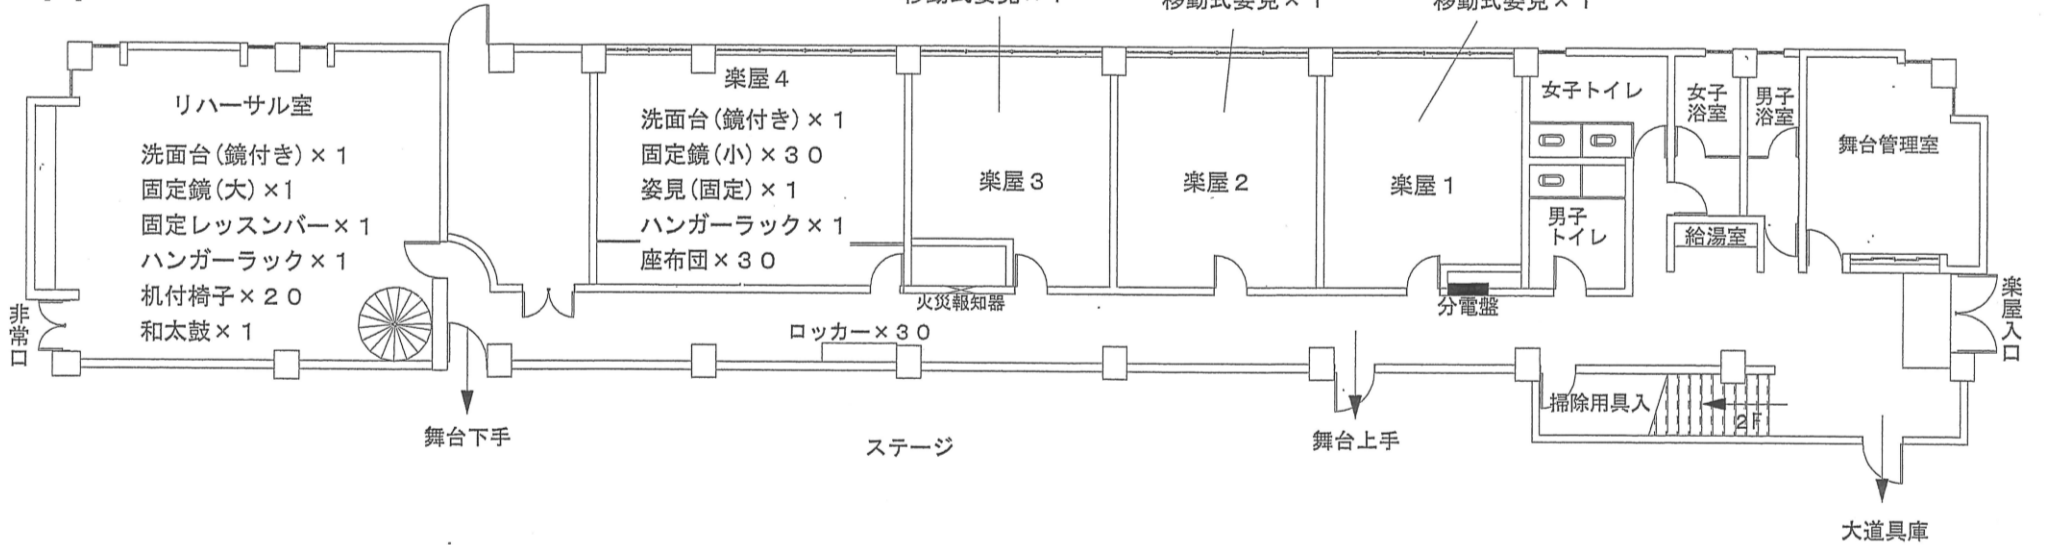 移動式姿見×1
移動式姿見×1
移動式姿見×1
リハーサル室
洗面台(鏡付き)×1
固定鏡(大)×1
固定レッスンバー×1
ハンガーラック×1
机付椅子×20
和太鼓×1
非常口
楽屋4
洗面台(鏡付き)×1
固定鏡(小)×30
姿見(固定)×1
ハンガーラック×1
座布団×30
楽屋3
楽屋2
楽屋1
女子トイレ
男子
トイレ
女子
浴室
男子
浴室
給湯室
舞台管理室
火災報知器
分電盤
ロッカー×30
楽屋入口
掃除用具入
2F
舞台下手
ステージ
舞台上手
大道具庫